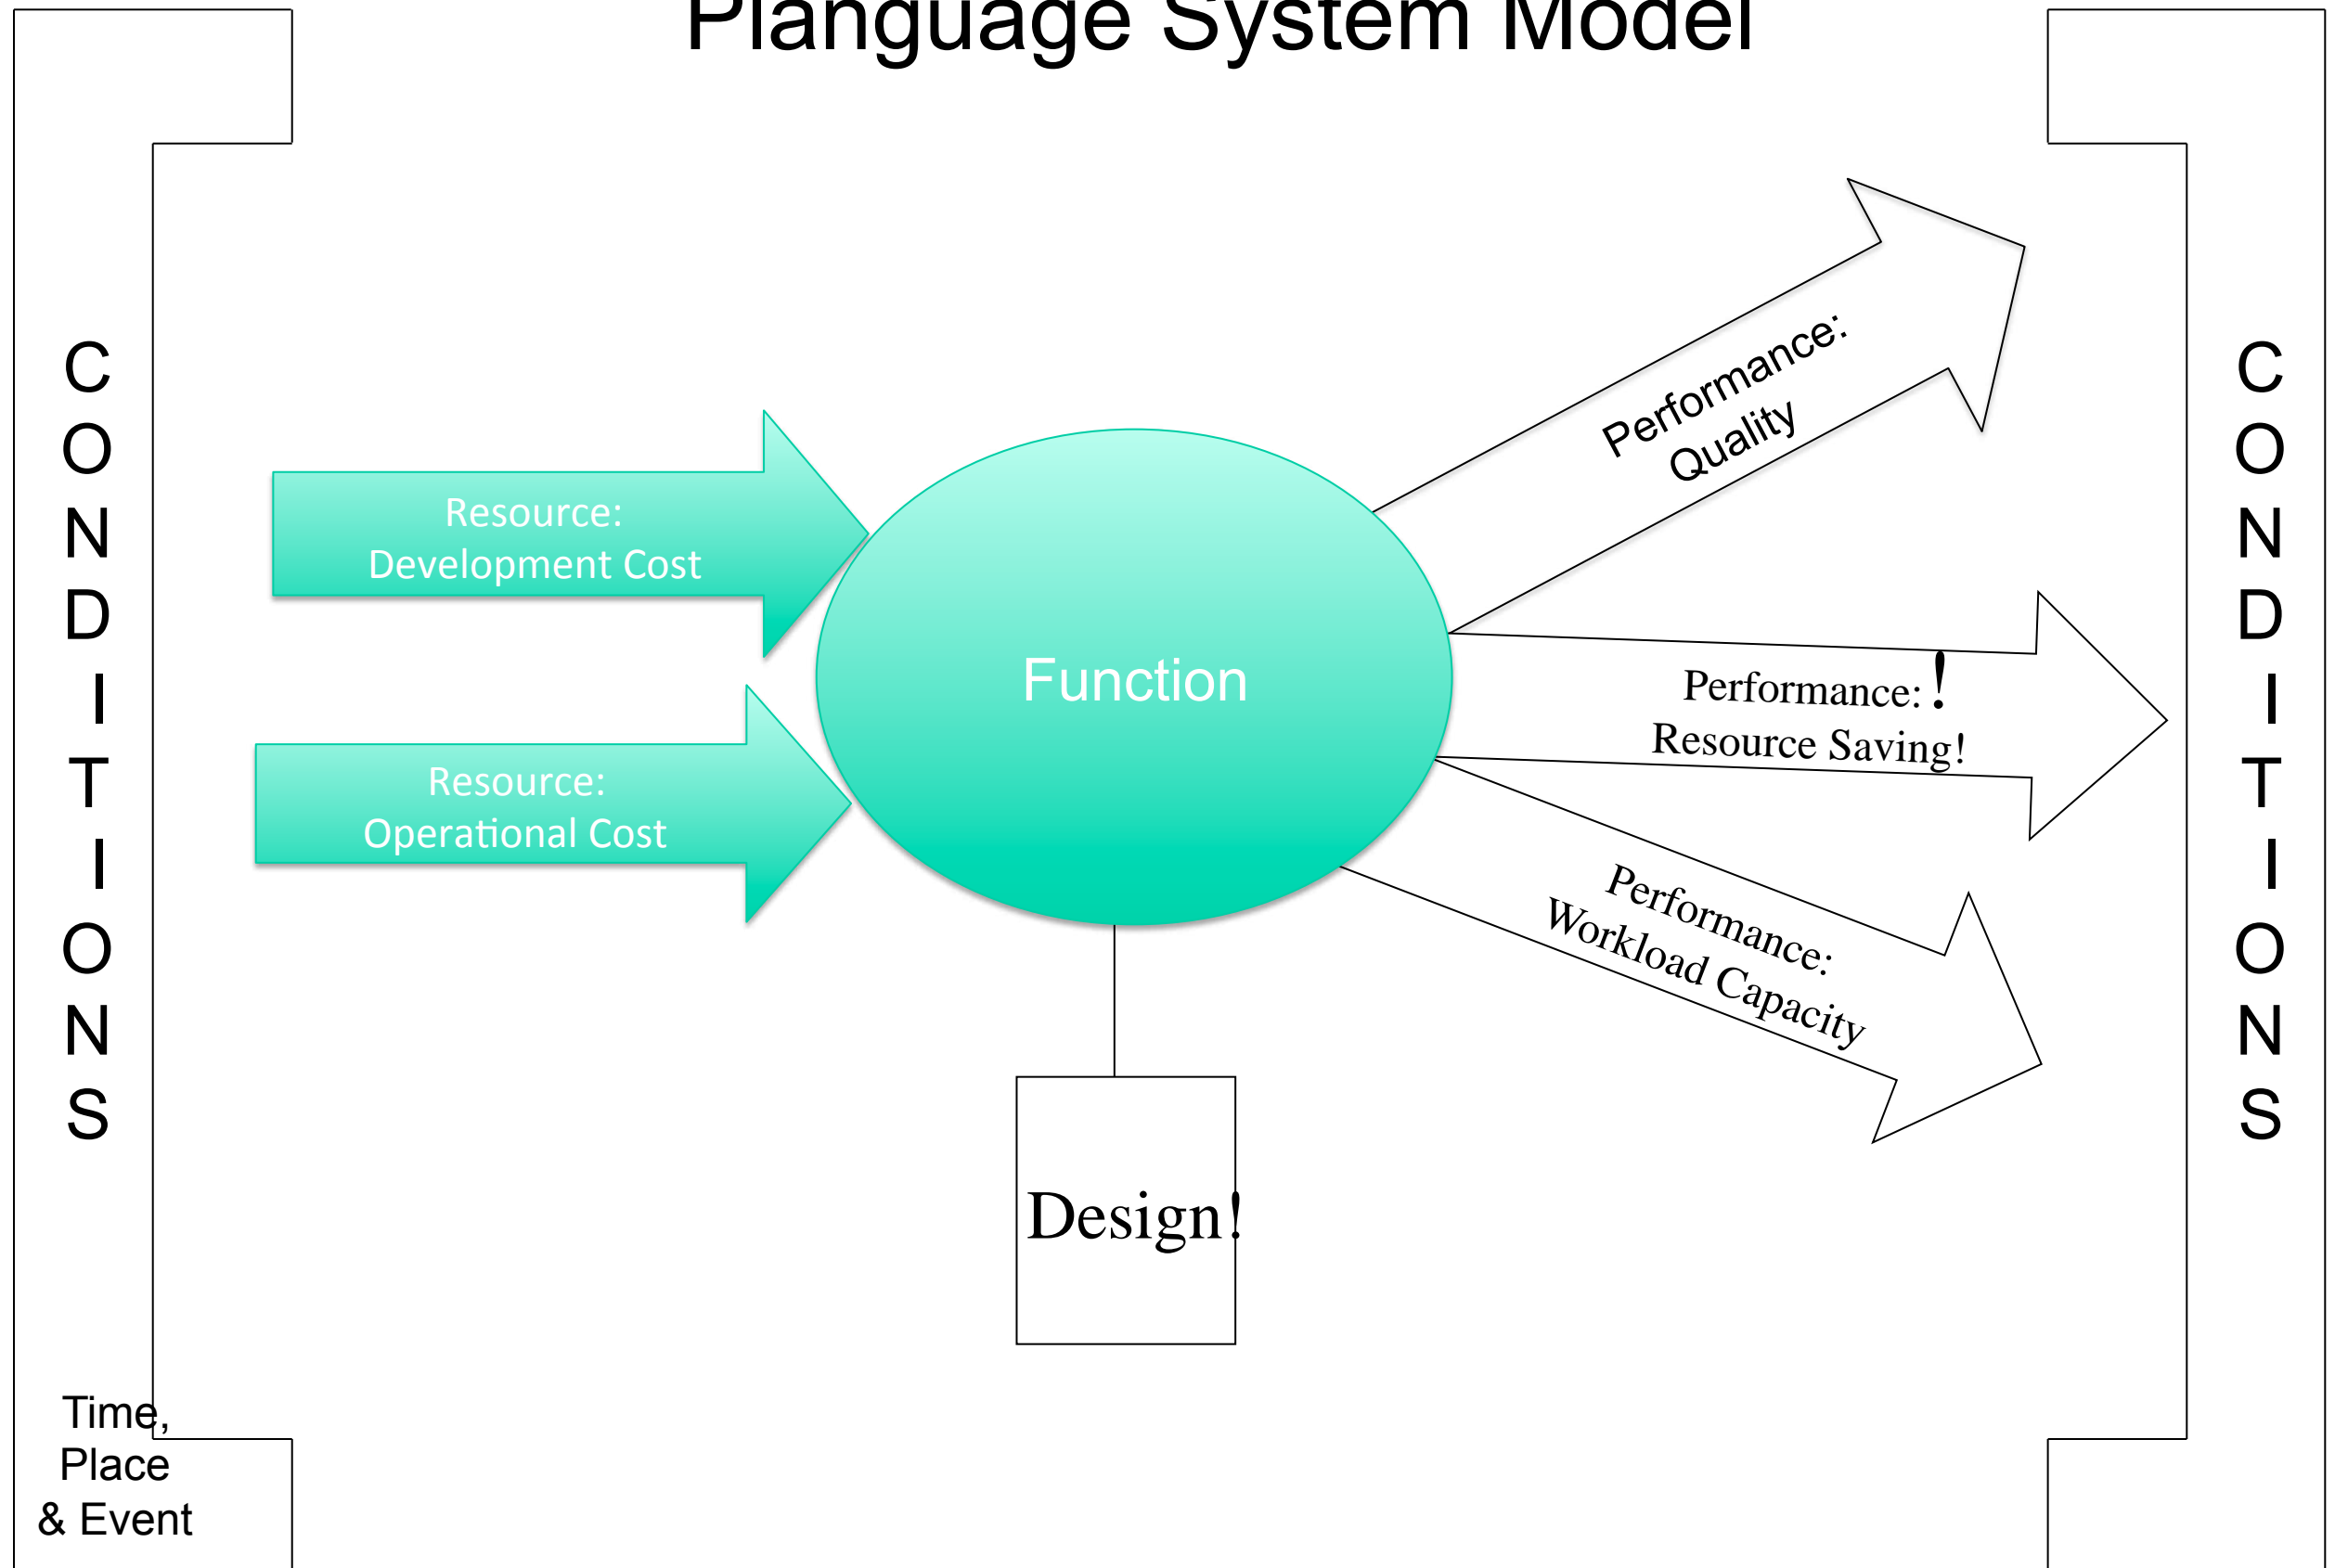 Planguage System Model
C
O
N
D
I
T
I
O
N
S
Time,
Place
& Event
Resource:
Development Cost
Resource:
Operational Cost
Function
Design!
Performance:
Quality
Performance:!
Resource Saving!
Performance:
Workload Capacity
C
O
N
D
I
T
I
O
N
S